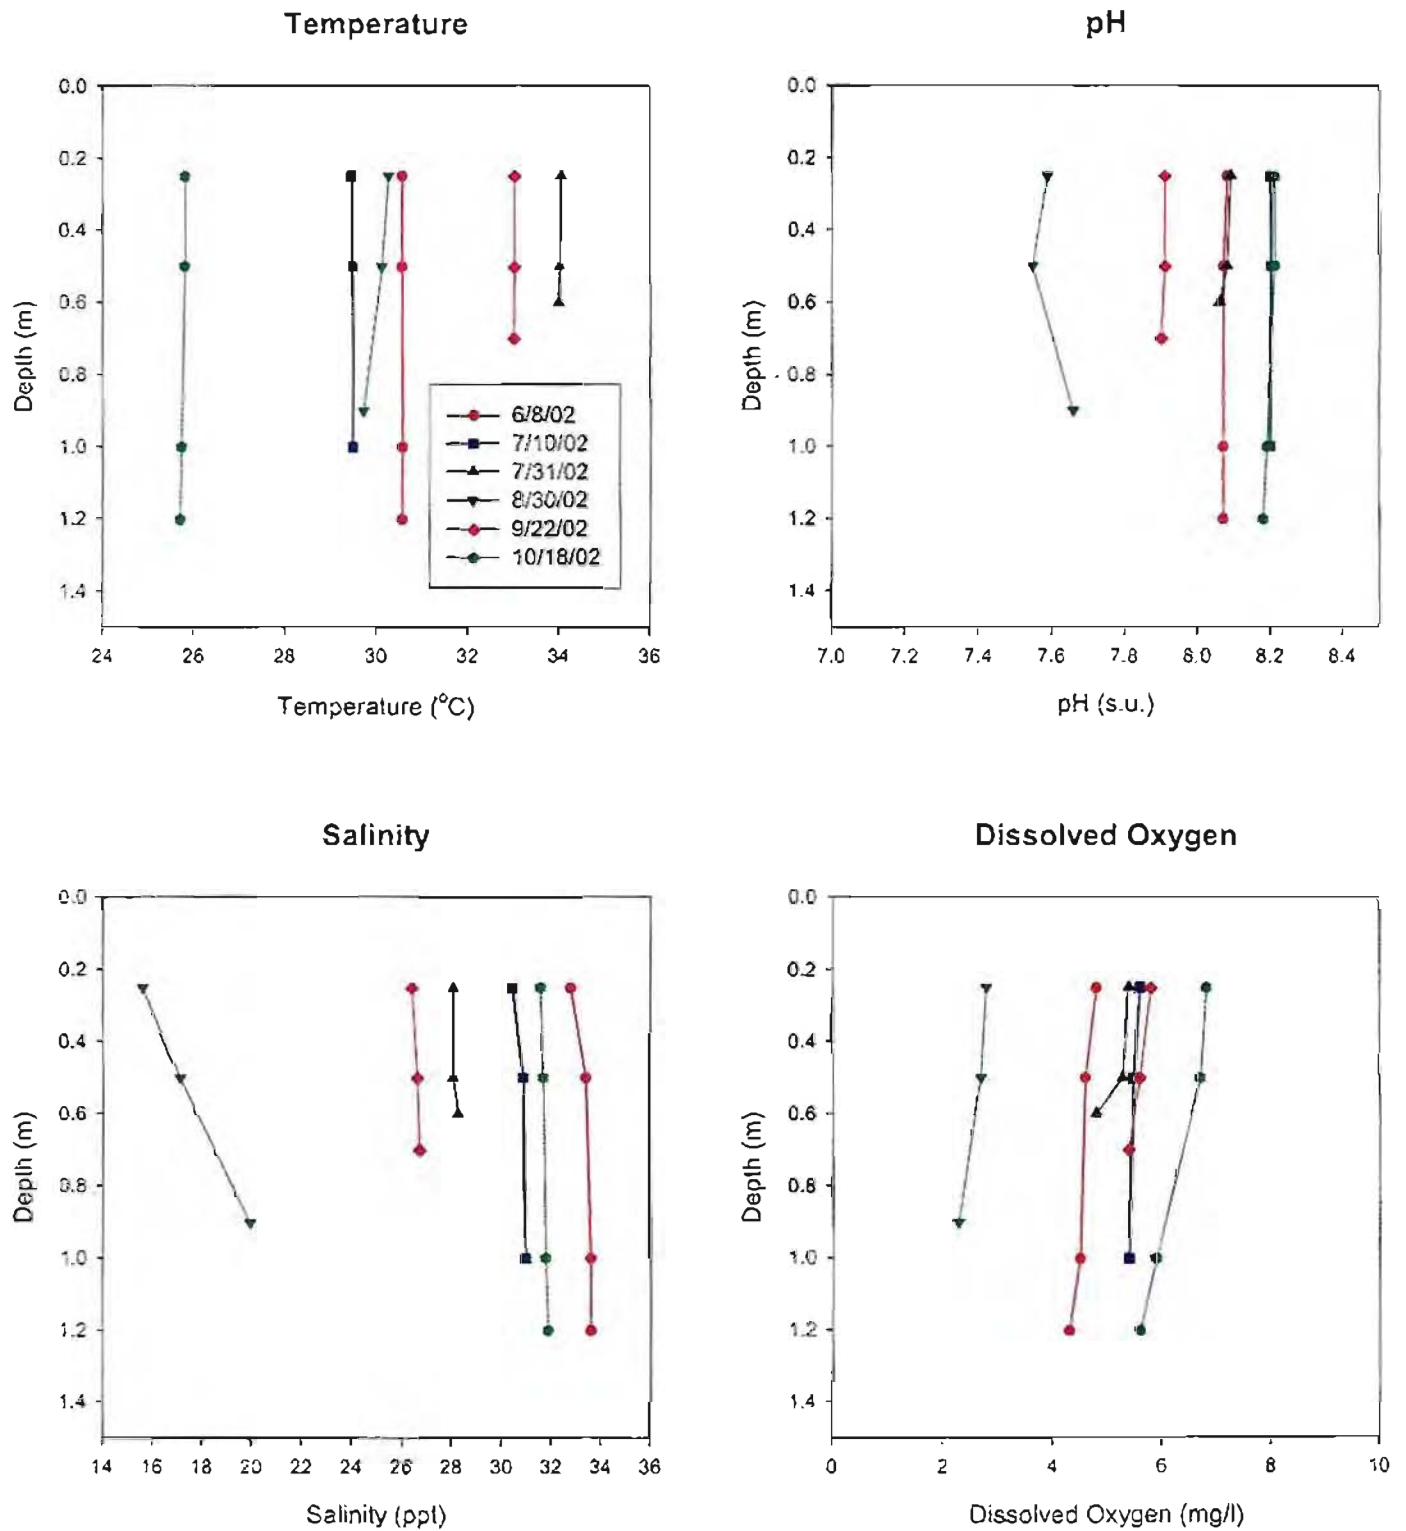 Temperature
0.0
0.2
0.4
0.6
0.8
1.0
1.2
1.4
Depth (m)
6/8/02
7/10/02
7/31/02
8/30/02
9/22/02
10/18/02
24 26 28 30 32 34 36
Temperature (°C)
pH
0.0
0.2
0.4
0.6
0.8
1.0
1.2
1.4
Depth (m)
7.0 7.2 7.4 7.6 7.8 8.0 8.2 8.4
pH (s.u.)
Salinity
0.0
0.2
0.4
0.6
0.8
1.0
1.2
1.4
Depth (m)
14 16 18 20 22 24 26 28 30 32 34 36
Salinity (ppt)
Dissolved Oxygen
0.0
0.2
0.4
0.6
0.8
1.0
1.2
1.4
Depth (m)
0 2 4 6 8 10
Dissolved Oxygen (mg/l)